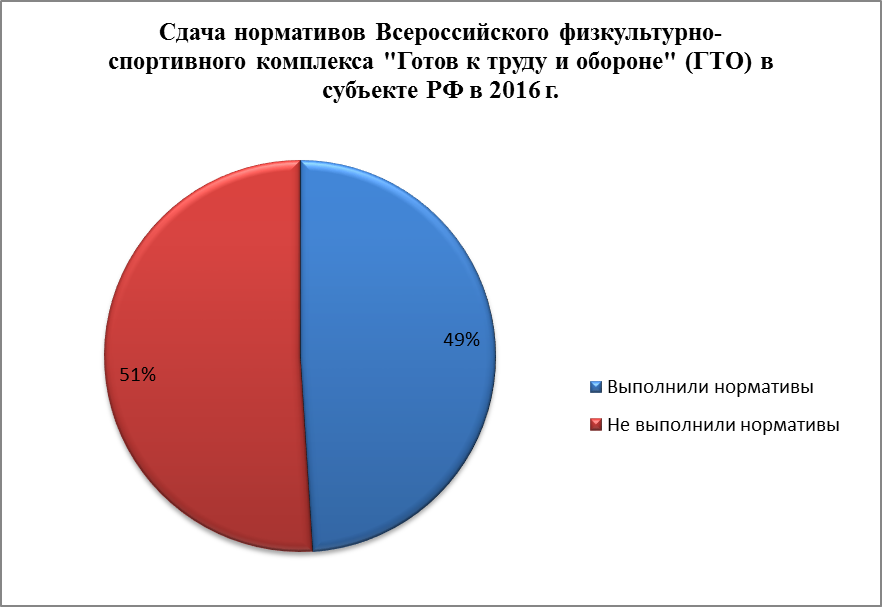 Сдача нормативов Всероссийского физкультурно-
спортивного комплекса "Готов к труду и обороне" (ГТО) в
субъекте РФ в 2016 г.
49%
51%
Выполнили нормативы
Не выполнили нормативы